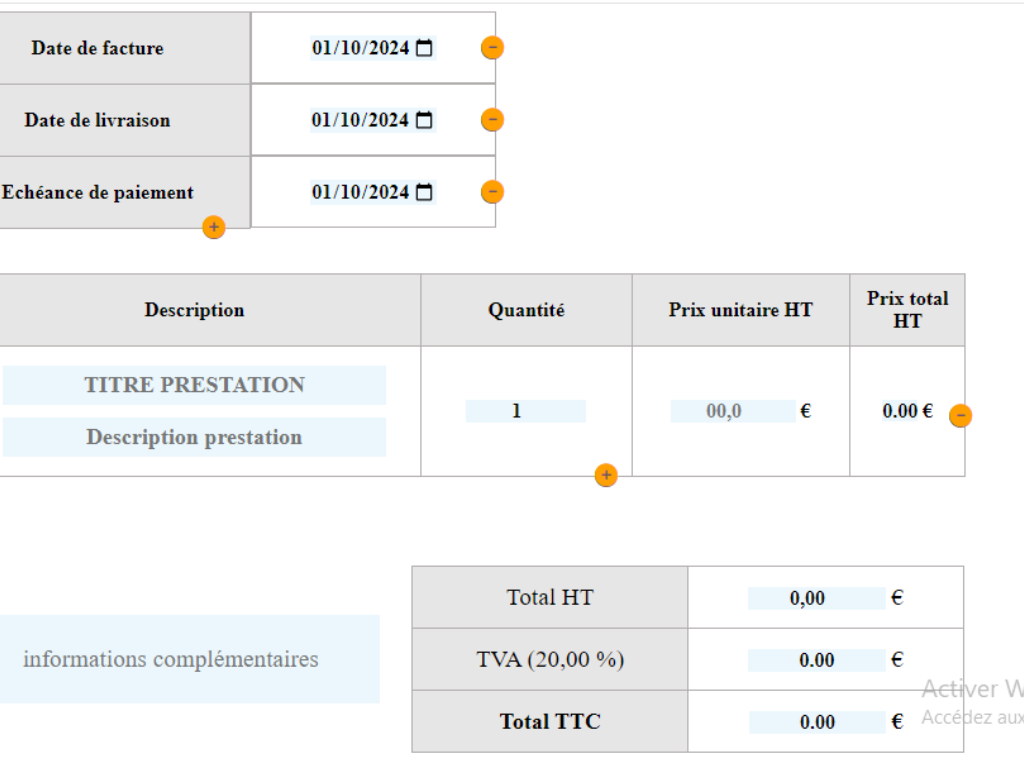 Date de facture 01/10/2024 −
Date de livraison 01/10/2024 −
Echéance de paiement 01/10/2024 −
+
Description Quantité Prix unitaire HT Prix total
HT
TITRE PRESTATION
Description prestation
1 00,0 € 0.00 € −
+
Total HT 0,00 €
informations complémentaires
TVA (20,00 %) 0.00 €
Total TTC 0.00 €
Activer W
Accédez aux